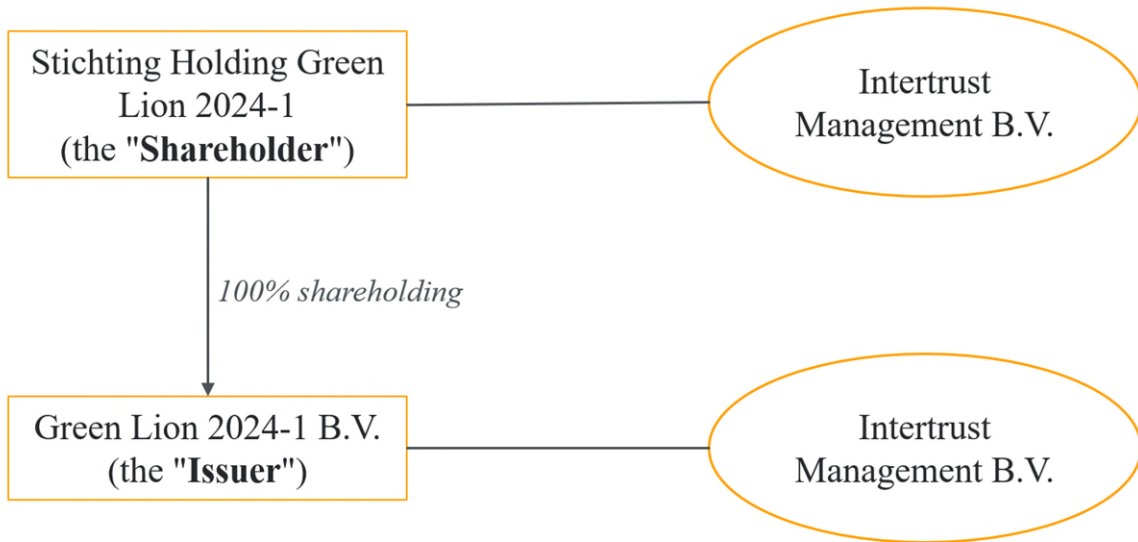 Stichting Holding Green
Lion 2024-1
(the "Shareholder")
Intertrust
Management B.V.
100% shareholding
Green Lion 2024-1 B.V.
(the "Issuer")
Intertrust
Management B.V.